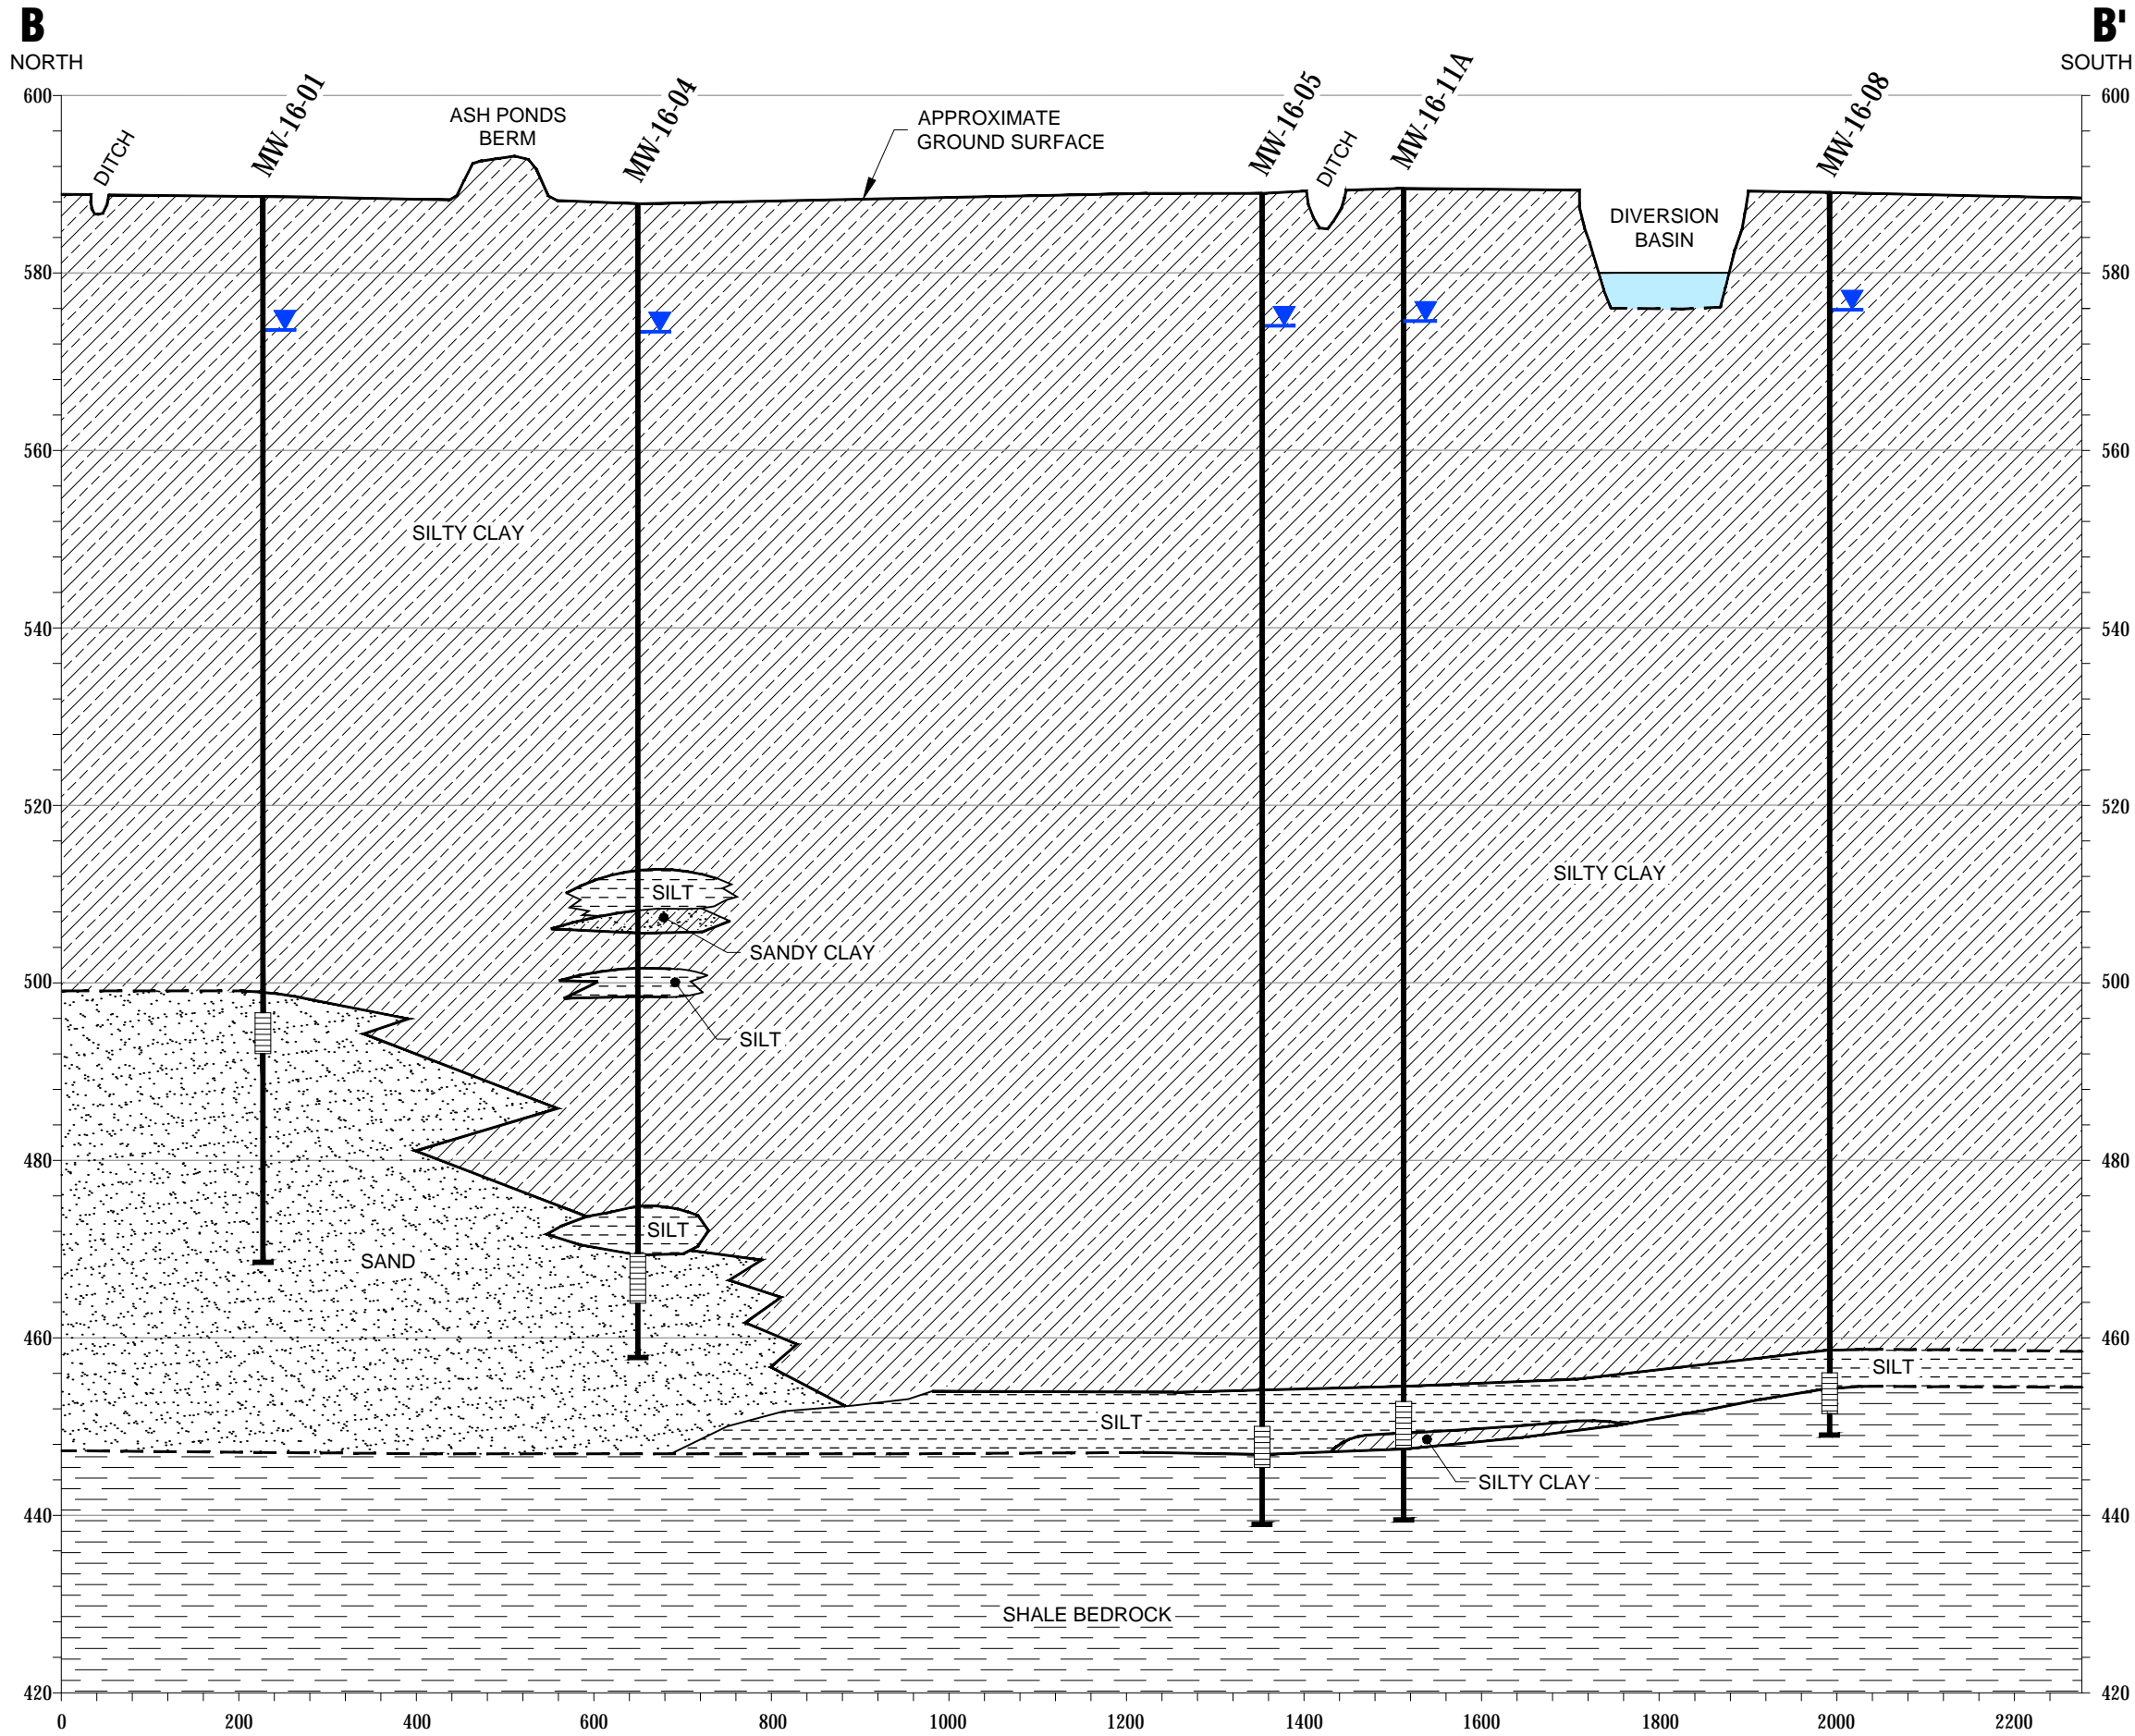 B
B'
NORTH
SOUTH
DITCH
MW-16-01
ASH PONDS
BERM
MW-16-04
APPROXIMATE
GROUND SURFACE
MW-16-05
DITCH
MW-16-11A
MW-16-08
DIVERSION
BASIN
600
580
560
540
520
500
480
460
440
420
600
580
560
540
520
500
480
460
440
420
SILTY CLAY
SILTY CLAY
SILT
SANDY CLAY
SILT
SILT
SAND
SILT
SILT
SILTY CLAY
SHALE BEDROCK
0
200
400
600
800
1000
1200
1400
1600
1800
2000
2200